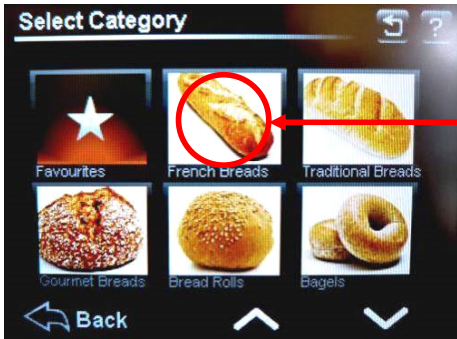 Select Category
?
Favourites
French Breads
Traditional Breads
Gourmet Breads
Bread Rolls
Bagels
Back